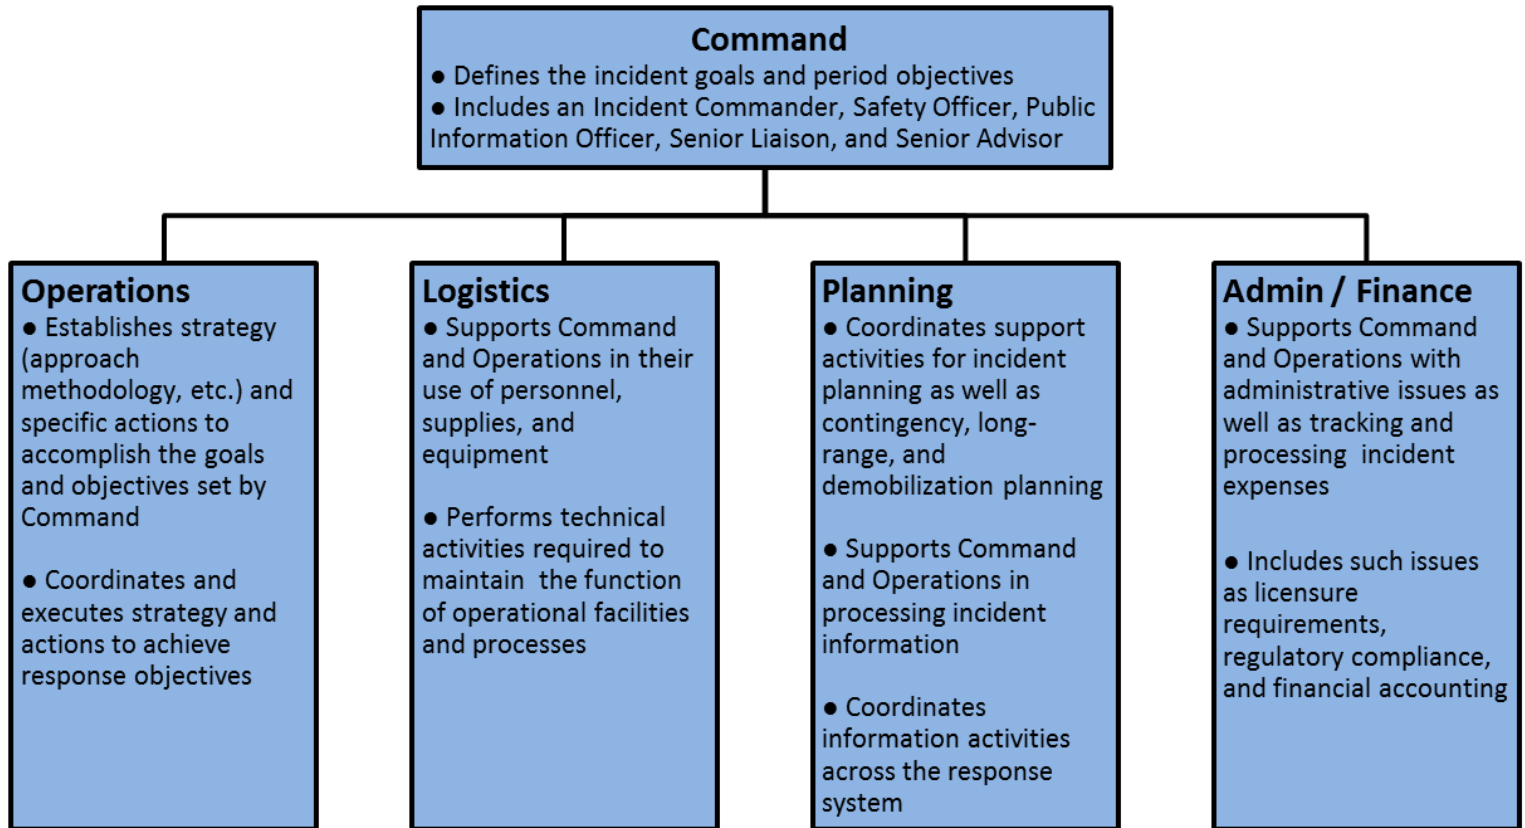 Command
● Defines the incident goals and period objectives
● Includes an Incident Commander, Safety Officer, Public
Information Officer, Senior Liaison, and Senior Advisor
Operations
● Establishes strategy
(approach
methodology, etc.) and
specific actions to
accomplish the goals
and objectives set by
Command
● Coordinates and
executes strategy and
actions to achieve
response objectives
Logistics
● Supports Command
and Operations in their
use of personnel,
supplies, and
equipment
● Performs technical
activities required to
maintain the function
of operational facilities
and processes
Planning
● Coordinates support
activities for incident
planning as well as
contingency, long-
range, and
demobilization planning
● Supports Command
and Operations in
processing incident
information
● Coordinates
information activities
across the response
system
Admin / Finance
● Supports Command
and Operations with
administrative issues as
well as tracking and
processing incident
expenses
● Includes such issues
as licensure
requirements,
regulatory compliance,
and financial accounting